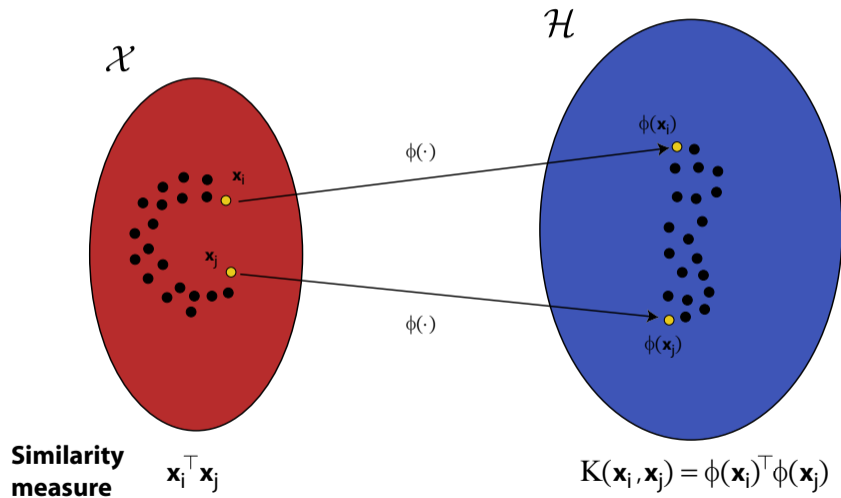 𝒳
ℋ
ϕ(𝐱ᵢ)
ϕ(·)
𝐱ᵢ
𝐱ⱼ
ϕ(·)
ϕ(𝐱ⱼ)
Similarity
measure
𝐱ᵢ^⊤𝐱ⱼ
K(𝐱ᵢ, 𝐱ⱼ) = ϕ(𝐱ᵢ)^⊤ϕ(𝐱ⱼ)